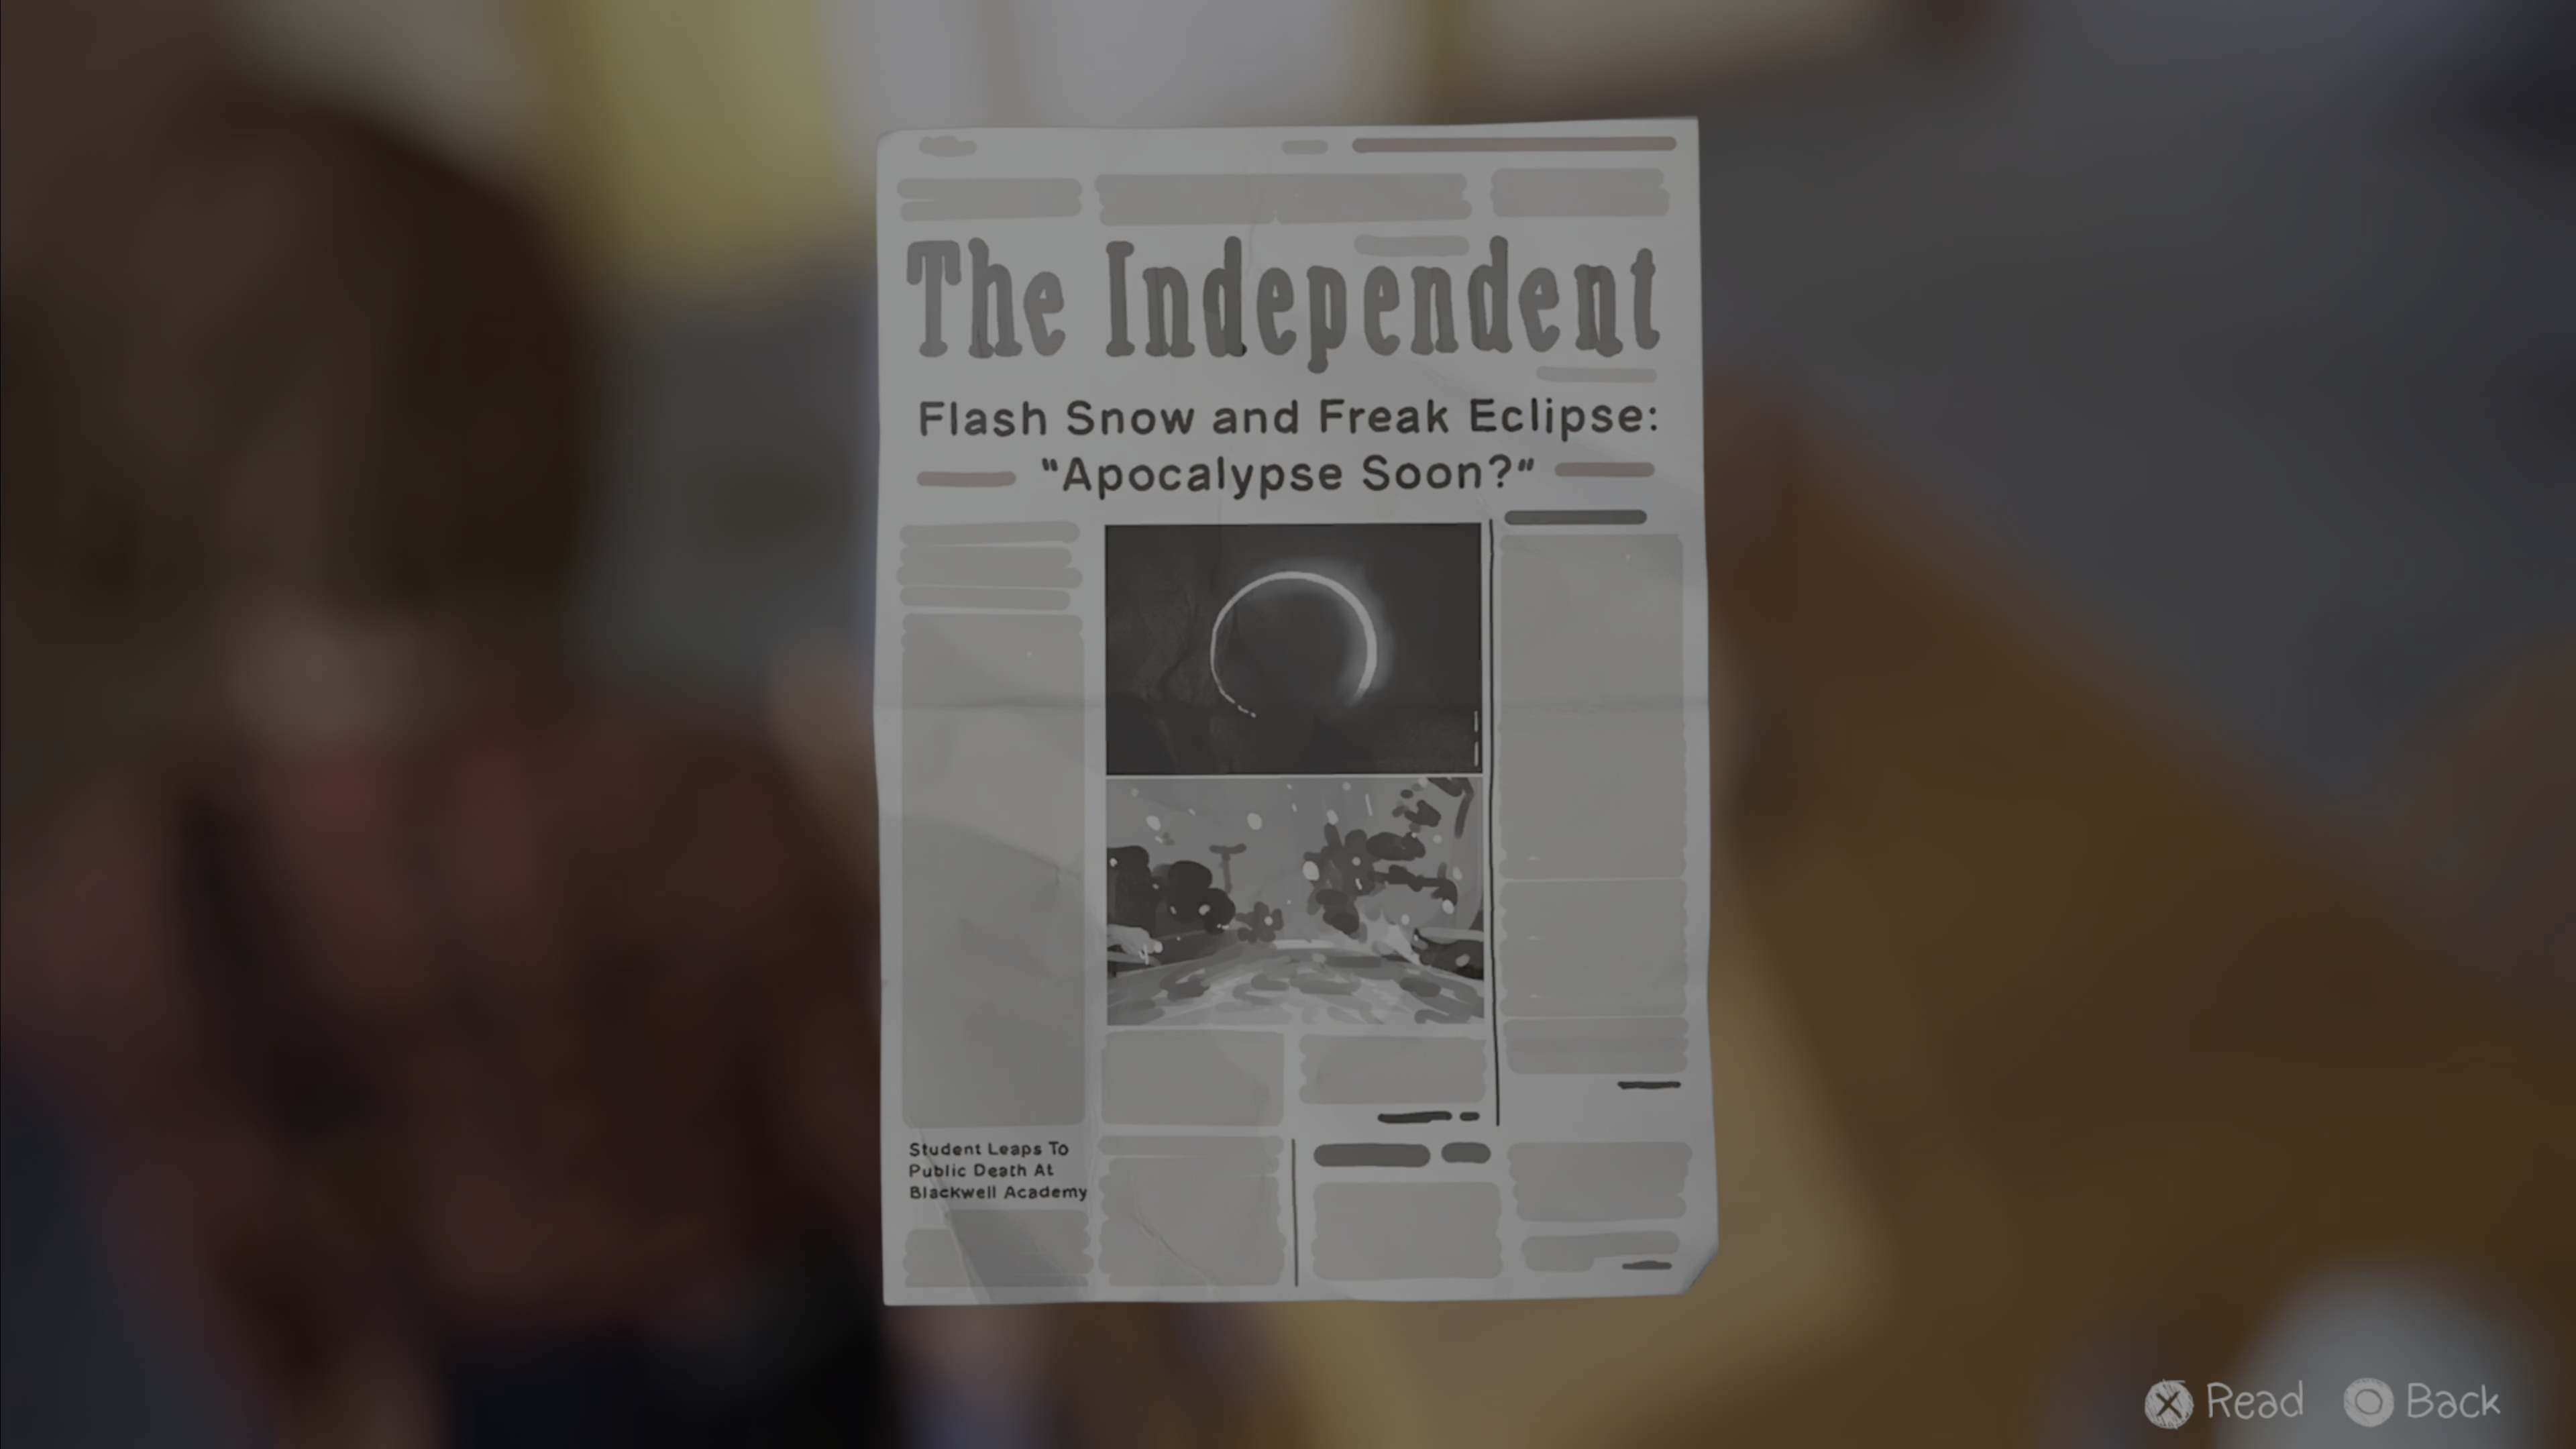 The Independent
Flash Snow and Freak Eclipse:
"Apocalypse Soon?"
Student Leaps To
Public Death At
Blackwell Academy
Read
Back